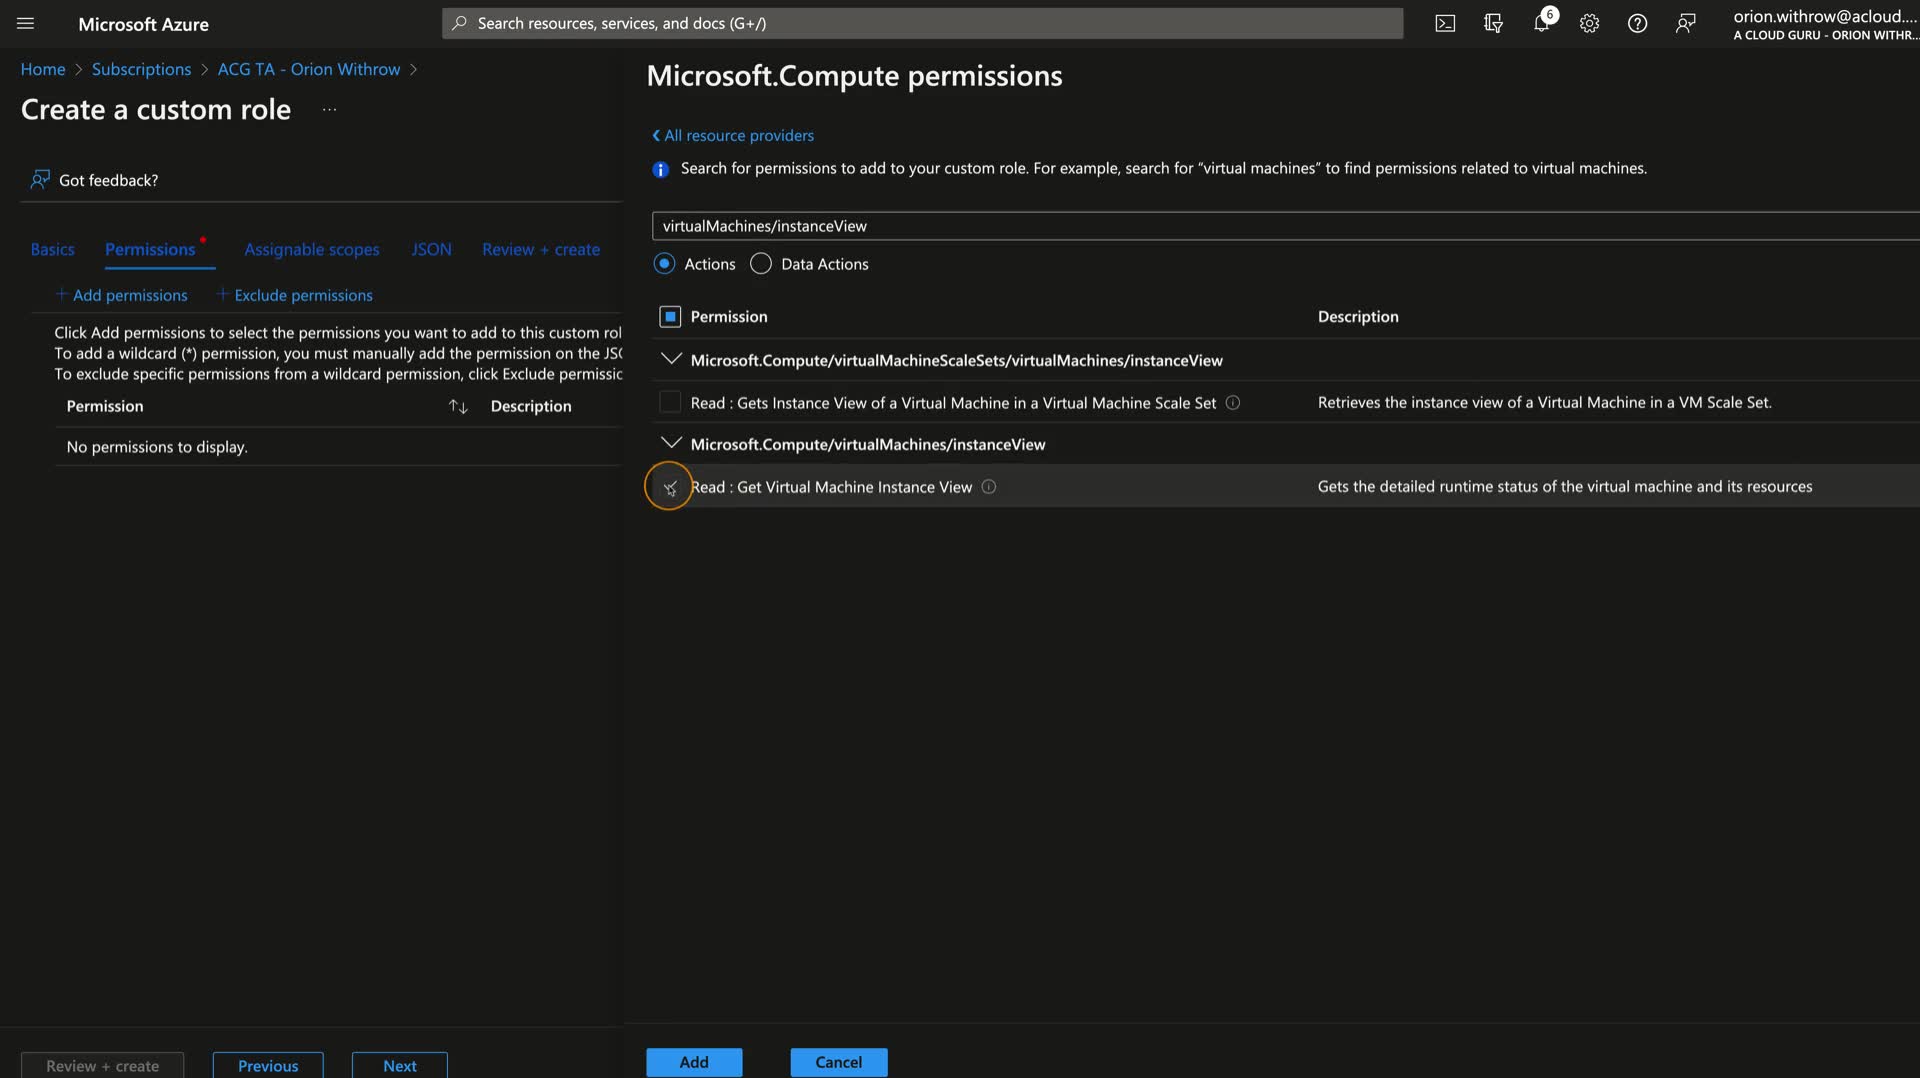 Microsoft Azure
Search resources, services, and docs (G+/)
6
orion.withrow@acloud....
A CLOUD GURU - ORION WITHR...
Home > Subscriptions > ACG TA - Orion Withrow >
Create a custom role ...
Got feedback?
Basics Permissions * Assignable scopes JSON Review + create
+ Add permissions + Exclude permissions
Click Add permissions to select the permissions you want to add to this custom rol
To add a wildcard (*) permission, you must manually add the permission on the JSO
To exclude specific permissions from a wildcard permission, click Exclude permissio
Permission ↑↓ Description
No permissions to display.
Review + create Previous Next
Microsoft.Compute permissions
All resource providers
Search for permissions to add to your custom role. For example, search for “virtual machines” to find permissions related to virtual machines.
virtualMachines/instanceView
Actions Data Actions
Permission Description
Microsoft.Compute/virtualMachineScaleSets/virtualMachines/instanceView
Read : Gets Instance View of a Virtual Machine in a Virtual Machine Scale Set Retrieves the instance view of a Virtual Machine in a VM Scale Set.
Microsoft.Compute/virtualMachines/instanceView
Read : Get Virtual Machine Instance View Gets the detailed runtime status of the virtual machine and its resources
Add Cancel